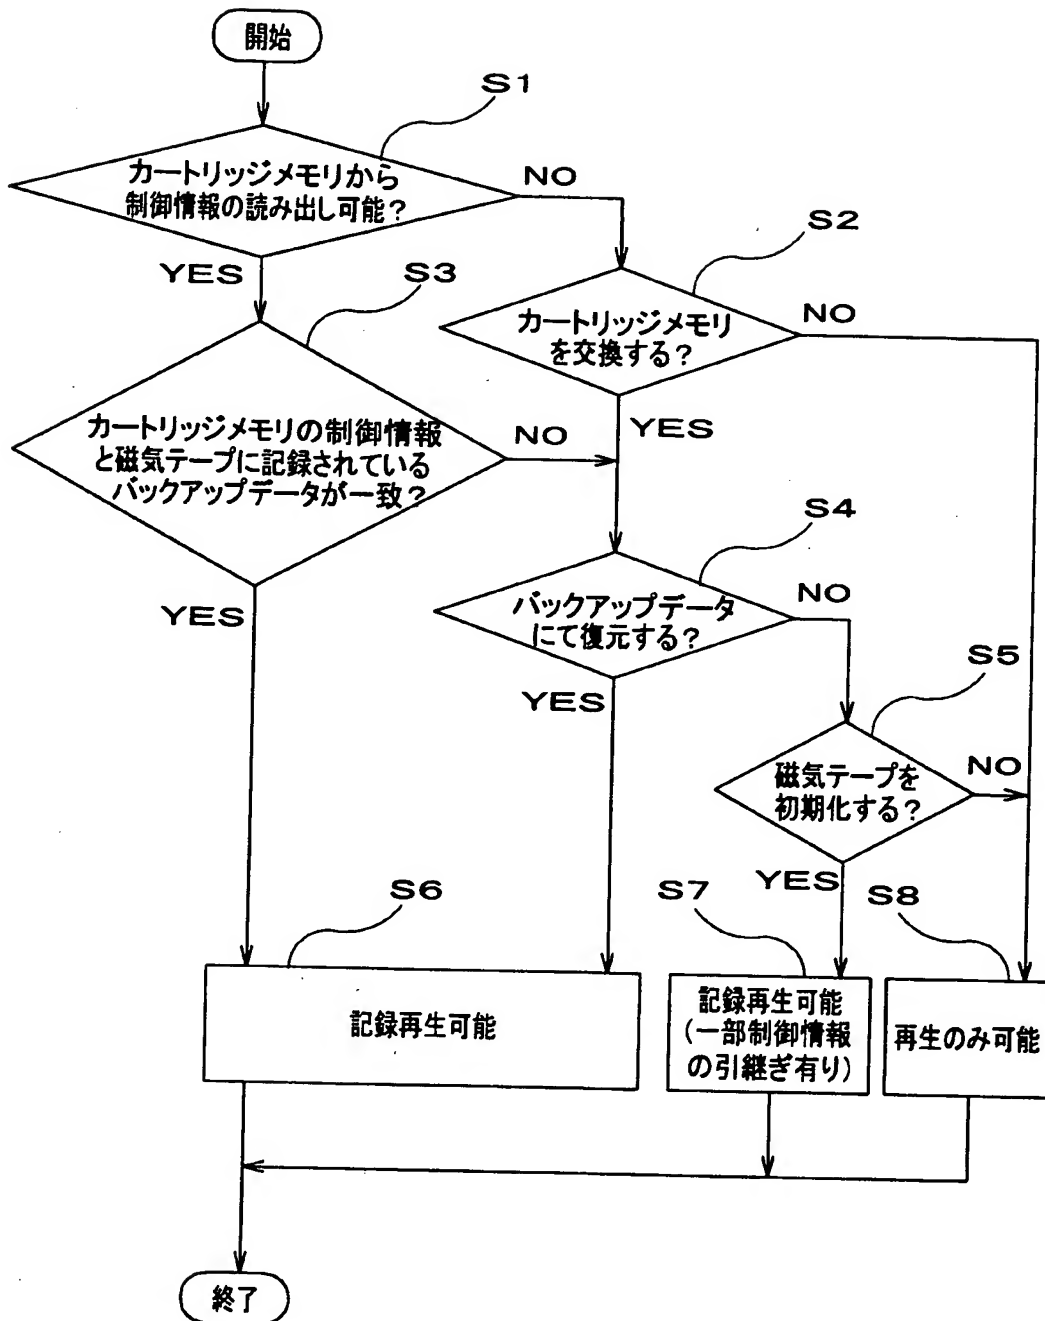 開始
S1
カートリッジメモリから
制御情報の読み出し可能？
NO
YES
S2
カートリッジメモリ
を交換する？
NO
YES
S3
カートリッジメモリの制御情報
と磁気テープに記録されている
バックアップデータが一致？
NO
YES
S4
バックアップデータ
にて復元する？
NO
YES
S5
磁気テープを
初期化する？
NO
YES
S6
記録再生可能
S7
記録再生可能
(一部制御情報
の引継ぎ有り)
S8
再生のみ可能
終了